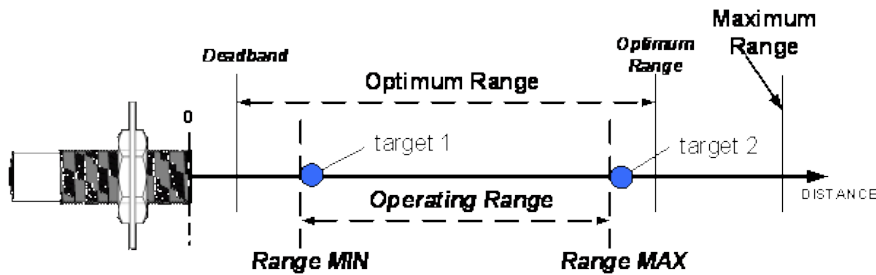 Maximum
Range
Deadband
Optimum
Range
Optimum Range
0
target 1
target 2
Operating Range
DISTANCE
Range MIN
Range MAX